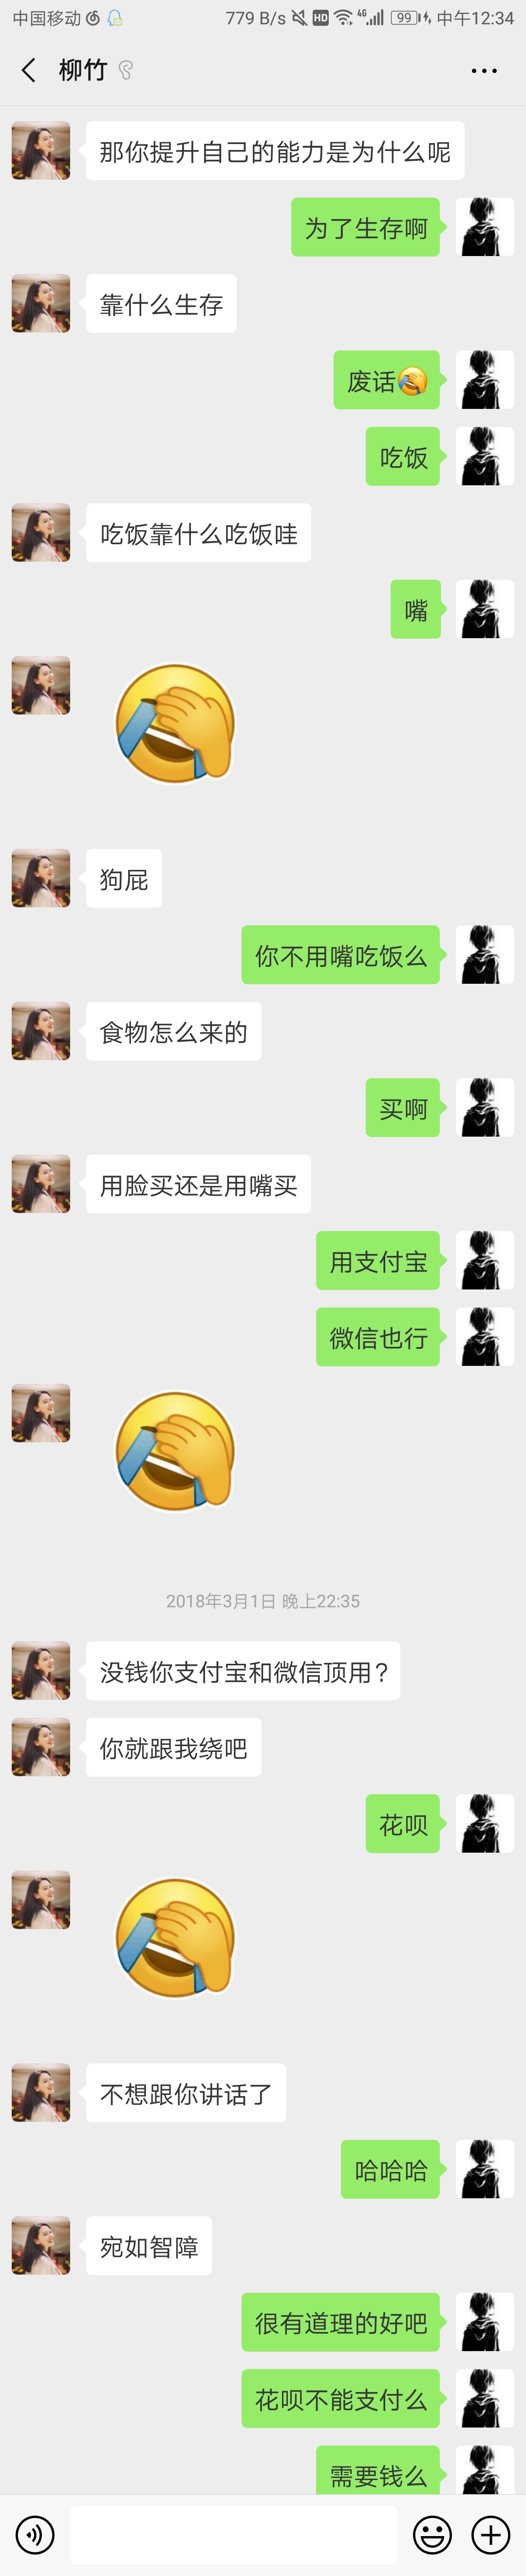 中国移动
779 B/s HD 4G 99 中午12:34
柳竹
那你提升自己的能力是为什么呢
为了生存啊
靠什么生存
废话
吃饭
吃饭靠什么吃饭哇
嘴
狗屁
你不用嘴吃饭么
食物怎么来的
买啊
用脸买还是用嘴买
用支付宝
微信也行
2018年3月1日 晚上22:35
没钱你支付宝和微信顶用?
你就跟我绕吧
花呗
不想跟你讲话了
哈哈哈
宛如智障
很有道理的好吧
花呗不能支付么
需要钱么